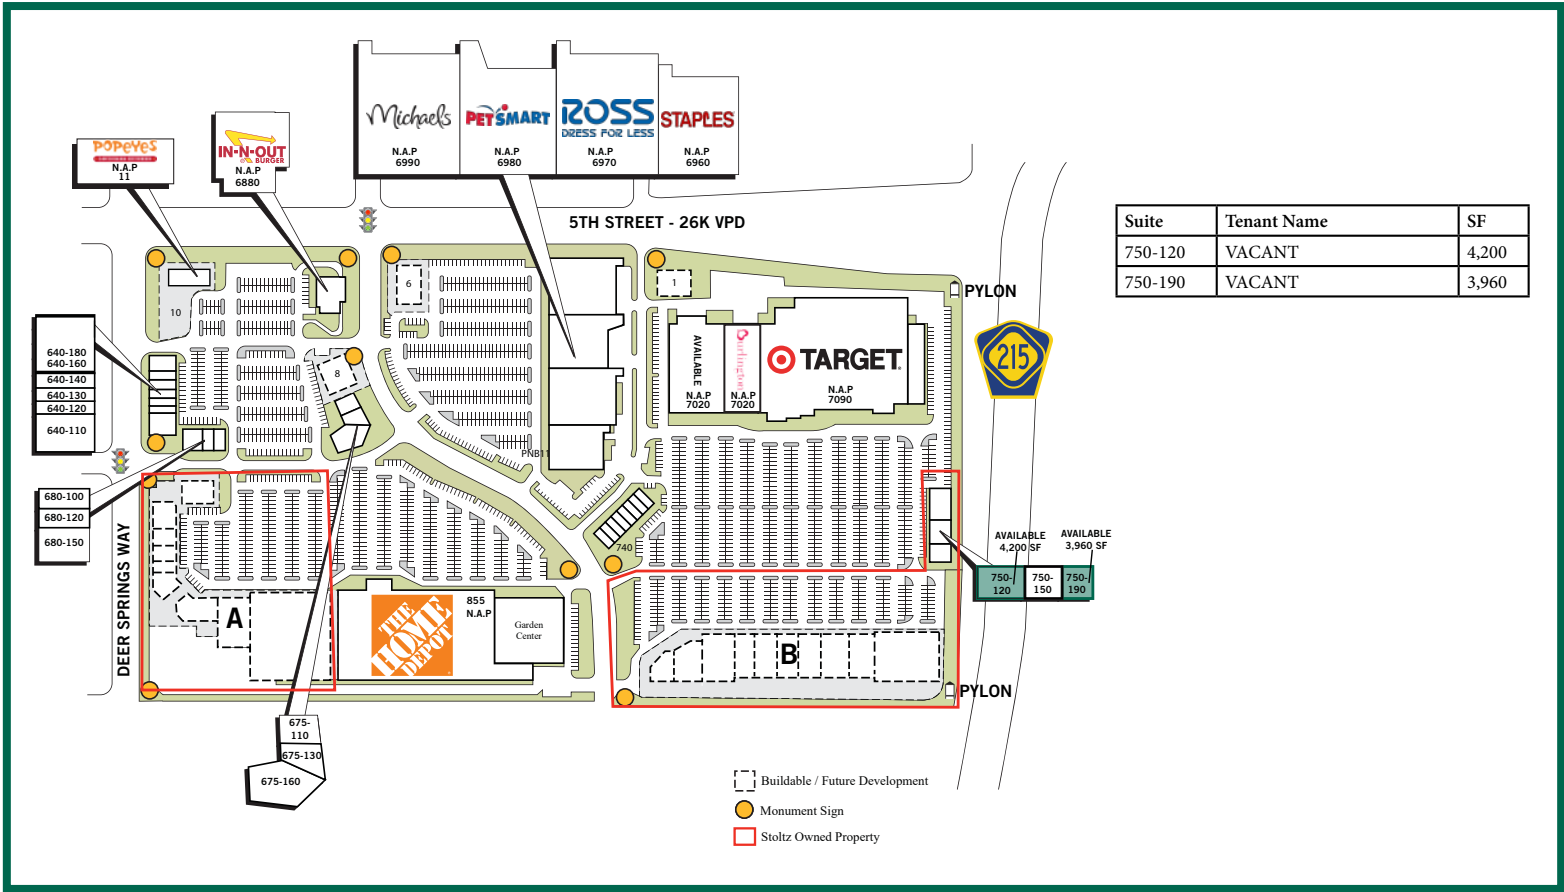 Michaels
N.A.P
6990
PETSMART
N.A.P
6980
ROSS
DRESS FOR LESS
N.A.P
6970
STAPLES
N.A.P
6960
POPEYES
N.A.P
11
IN-N-OUT
BURGER
N.A.P
6880
5TH STREET - 26K VPD
Suite Tenant Name SF
750-120 VACANT 4,200
750-190 VACANT 3,960
10
6
1
PYLON
8
640-180
640-160
640-140
640-130
640-120
640-110
AVAILABLE
N.A.P
7020
Burlington
N.A.P
7020
TARGET
N.A.P
7090
215
PNB11
680-100
680-120
680-150
DEER SPRINGS WAY
740
AVAILABLE
4,200 SF
AVAILABLE
3,960 SF
750-
120
750-
150
750-
190
A
THE
HOME
DEPOT
855
N.A.P
Garden
Center
B
PYLON
675-
110
675-130
675-160
Buildable / Future Development
Monument Sign
Stoltz Owned Property